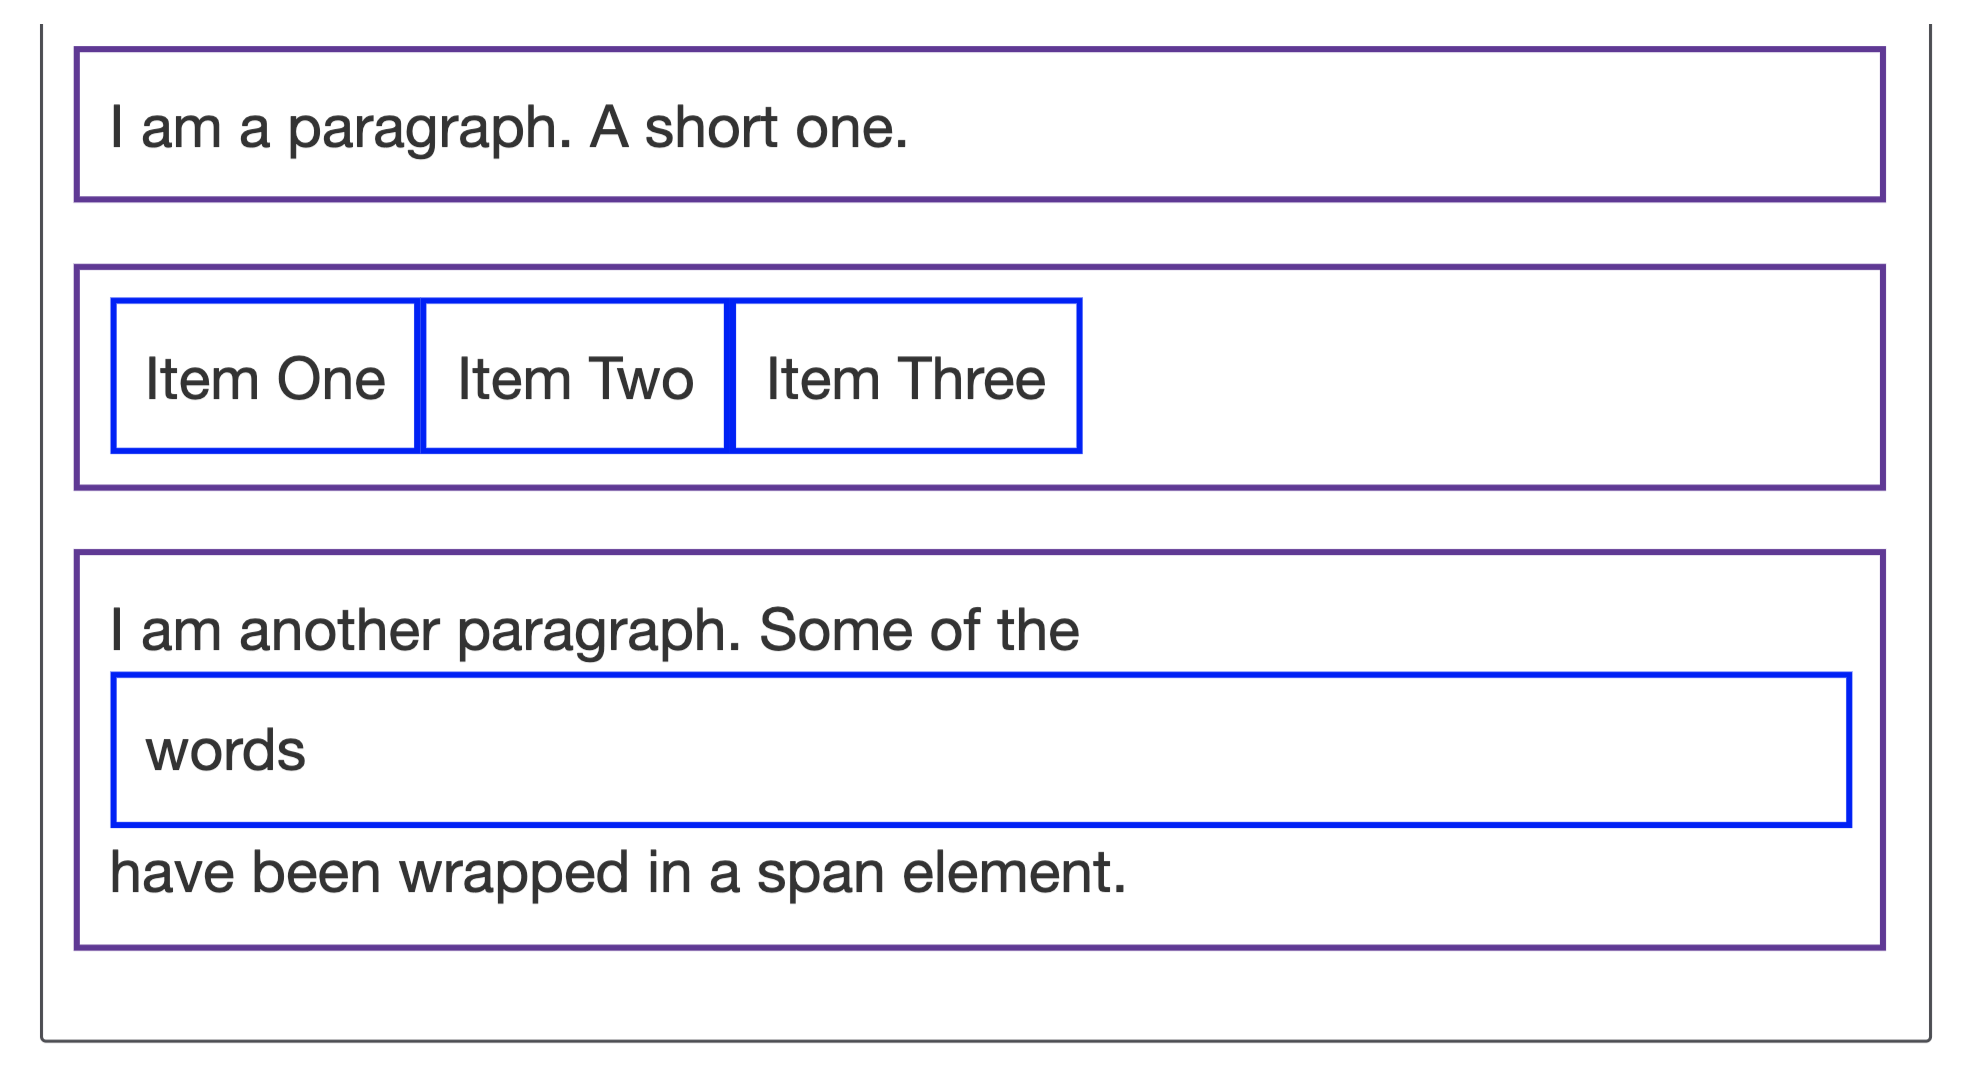 I am a paragraph. A short one.
Item One Item Two Item Three
I am another paragraph. Some of the
words
have been wrapped in a span element.